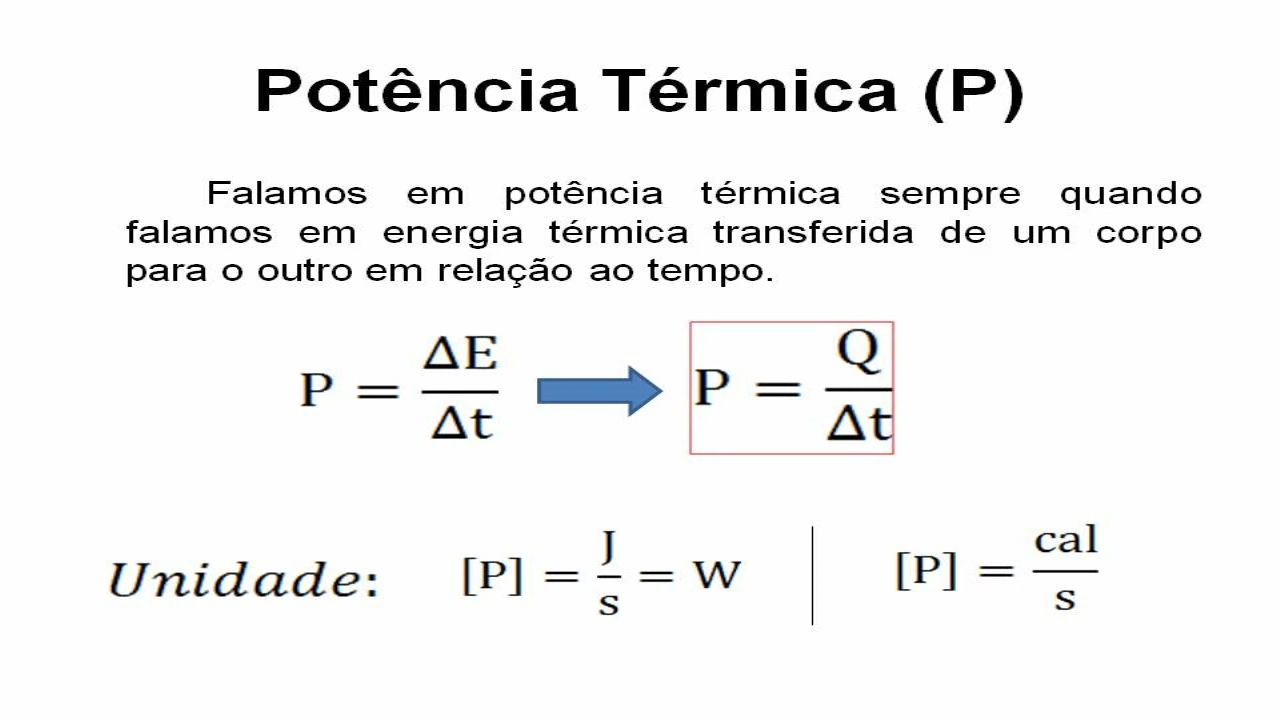 Potência Térmica (P)
Falamos em potência térmica sempre quando
falamos em energia térmica transferida de um corpo
para o outro em relação ao tempo.
P = ΔE/Δt P = Q/Δt
Unidade: [P] = J/s = W [P] = cal/s